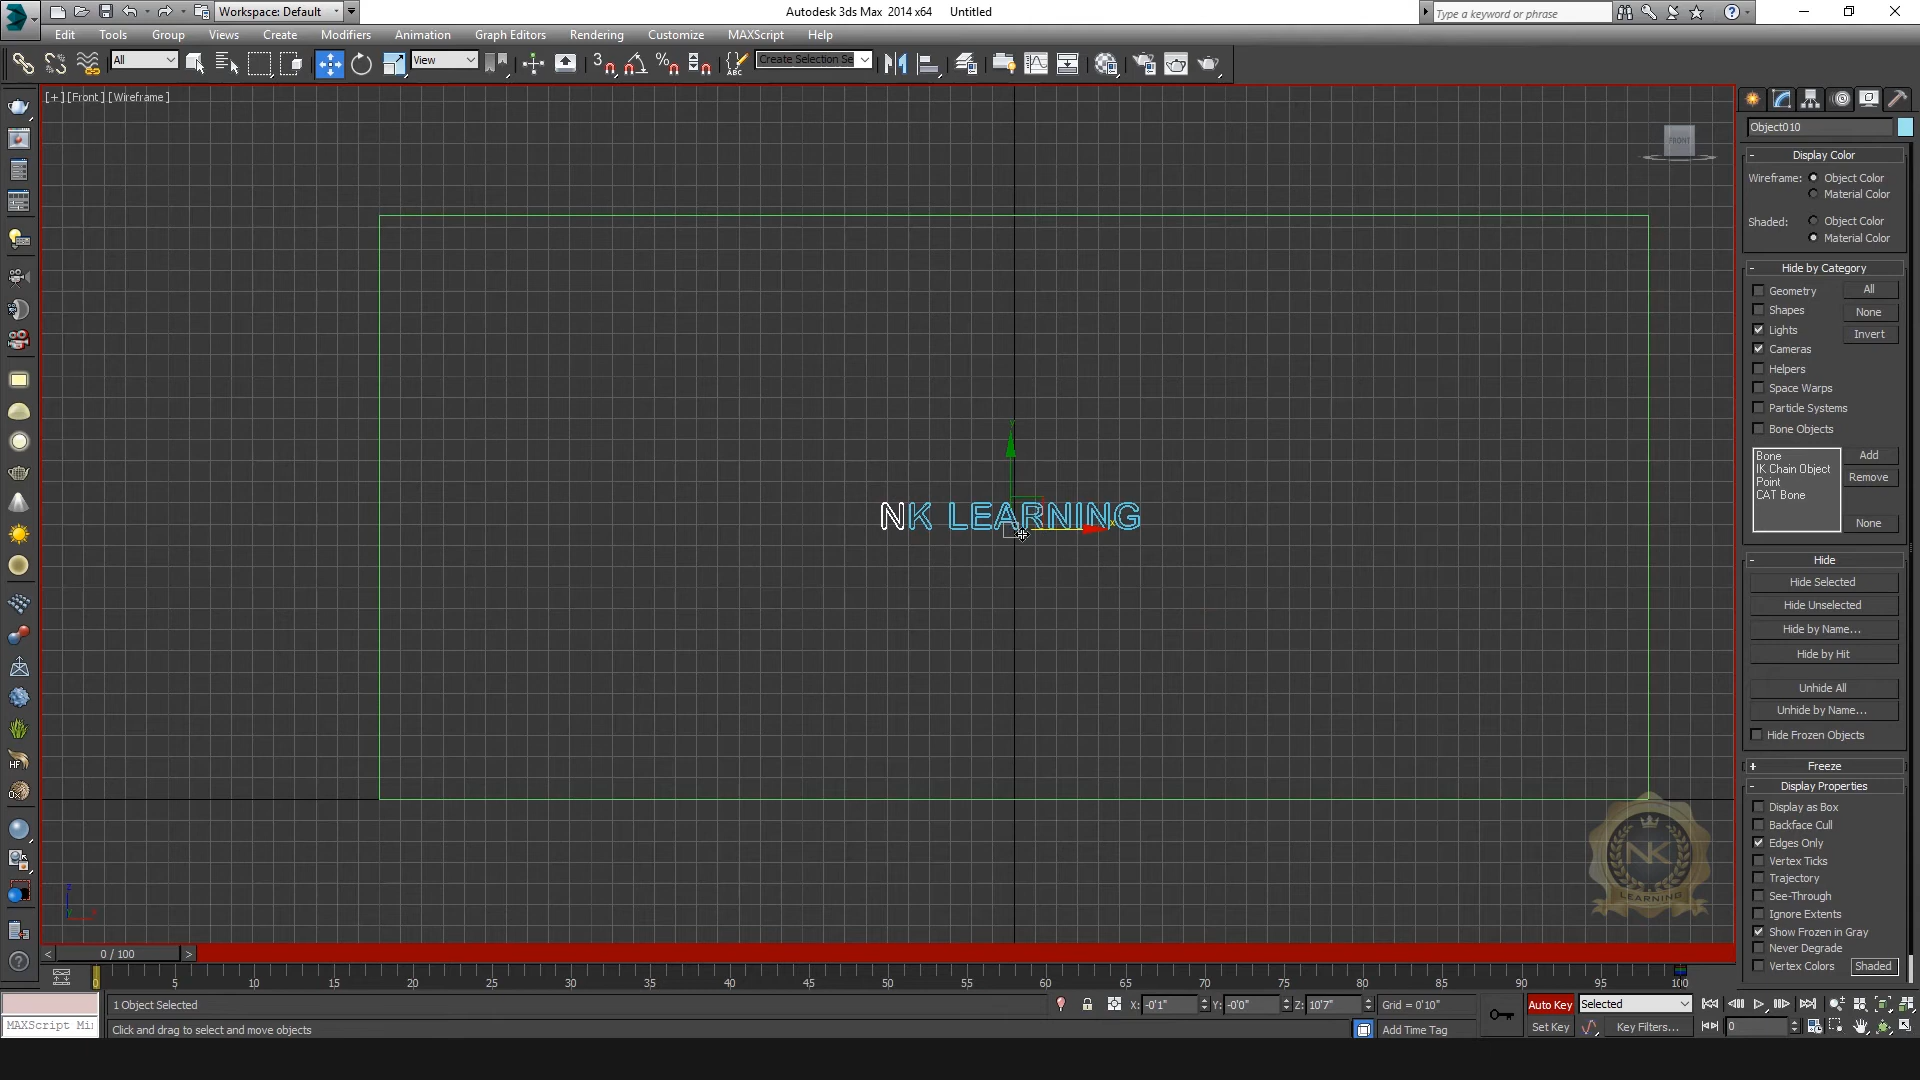 Workspace: Default
Autodesk 3ds Max 2014 x64 Untitled
Type a keyword or phrase
Edit Tools Group Views Create Modifiers Animation Graph Editors Rendering Customize MAXScript Help
All
View
Create Selection Se
[+] [Front] [Wireframe]
FRONT
Object010
- Display Color
Wireframe: Object Color
Material Color
Shaded: Object Color
Material Color
- Hide by Category
Geometry All
Shapes None
Lights Invert
Cameras
Helpers
Space Warps
Particle Systems
Bone Objects
Bone Add
IK Chain Object Remove
Point
CAT Bone
None
- Hide
Hide Selected
Hide Unselected
Hide by Name...
Hide by Hit
Unhide All
Unhide by Name...
Hide Frozen Objects
+ Freeze
- Display Properties
Display as Box
Backface Cull
Edges Only
Vertex Ticks
Trajectory
See-Through
Ignore Extents
Show Frozen in Gray
Never Degrade
Vertex Colors Shaded
y
NK LEARNING
x
NK
LEARNING
HF
z
x
< 0 / 100 >
0 5 10 15 20 25 30 35 40 45 50 55 60 65 70 75 80 85 90 95 100
1 Object Selected
X: -0'1" Y: -0'0" Z: 10'7" Grid = 0'10"
Auto Key Selected
MAXScript Mi
Click and drag to select and move objects
Add Time Tag
Set Key Key Filters... 0